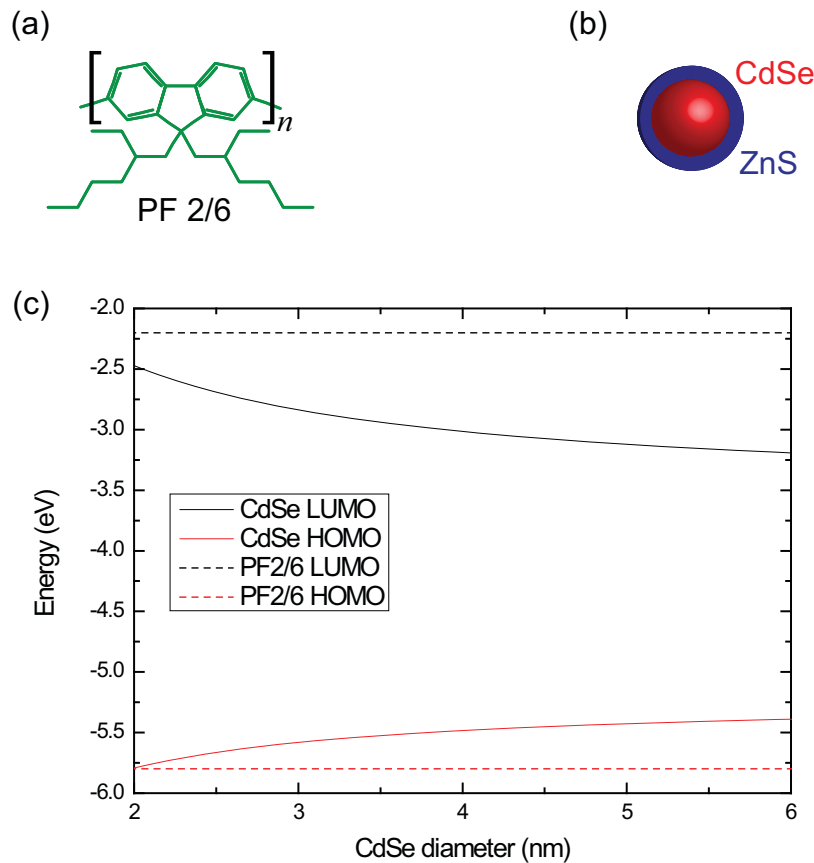 (a)
(b)
n
PF 2/6
CdSe
ZnS
(c)
Energy (eV)
-2.0
-2.5
-3.0
-3.5
-4.0
-4.5
-5.0
-5.5
-6.0
CdSe LUMO
CdSe HOMO
PF2/6 LUMO
PF2/6 HOMO
2
3
4
5
6
CdSe diameter (nm)